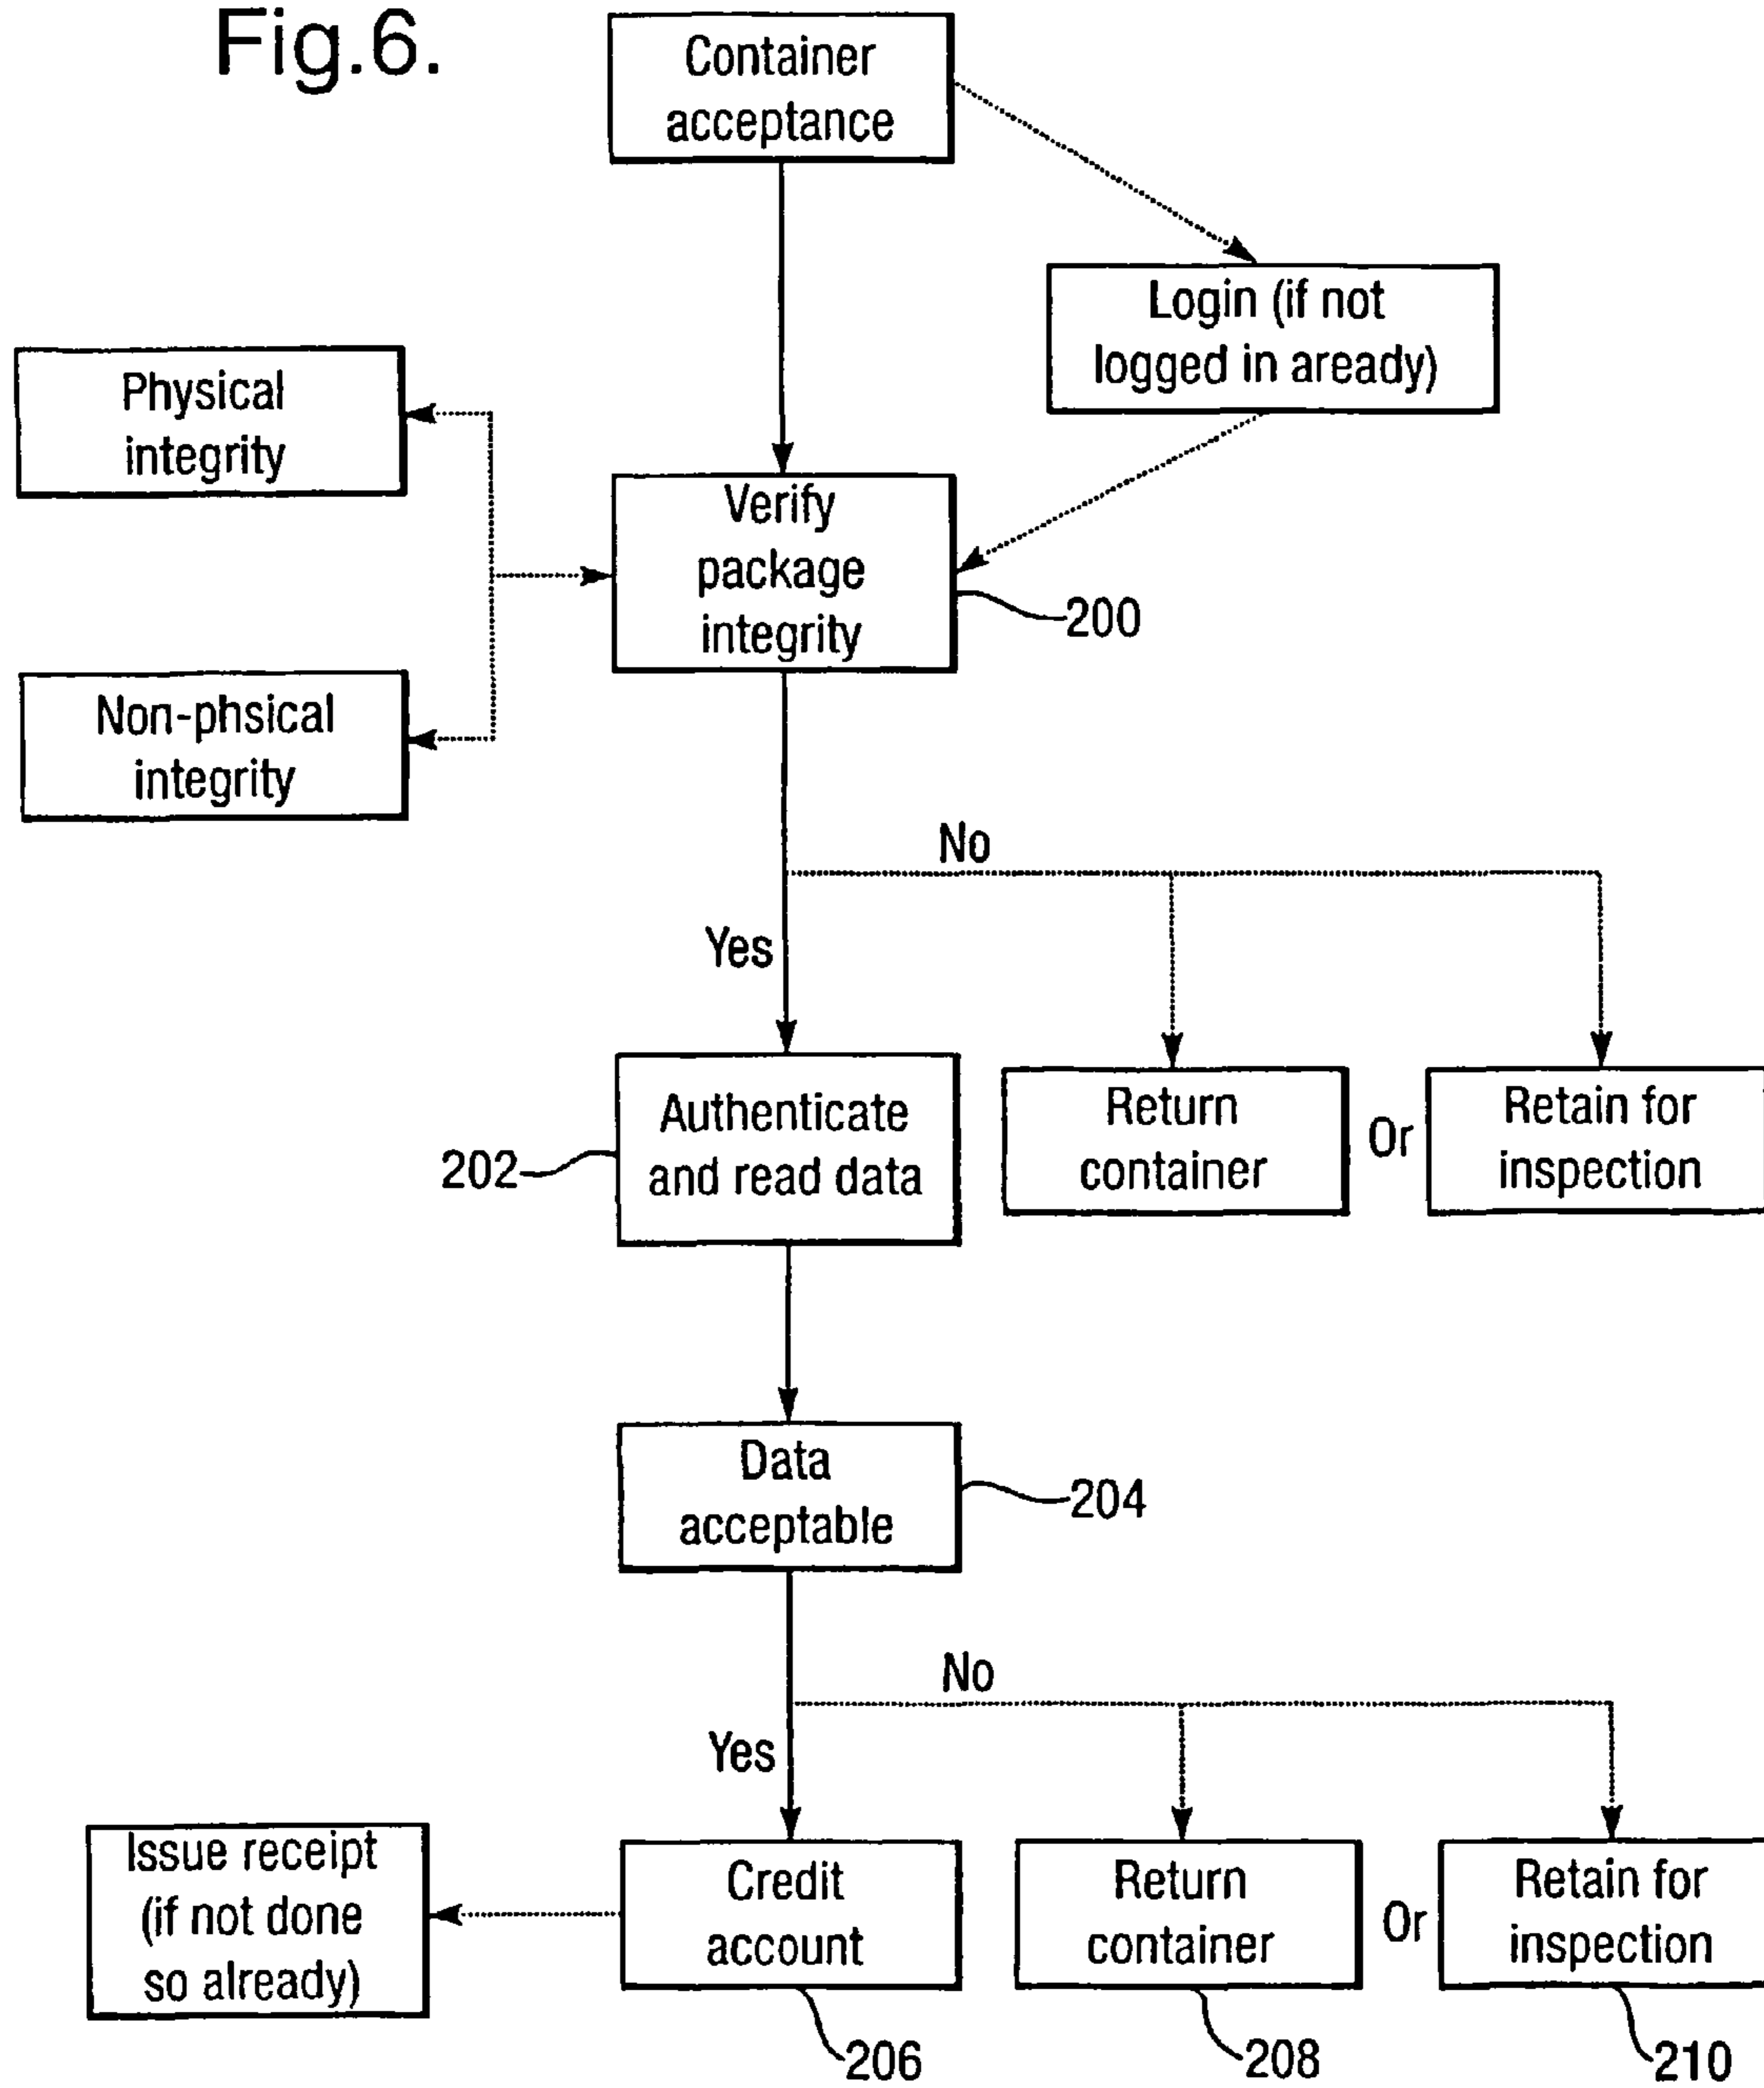 Fig.6.
Container
acceptance
Login (if not
logged in aready)
Physical
integrity
Verify
package
integrity
200
Non-phsical
integrity
No
Yes
Authenticate
and read data
202
Return
container
Or
Retain for
inspection
Data
acceptable
204
No
Yes
Issue receipt
(if not done
so already)
Credit
account
Return
container
Or
Retain for
inspection
206
208
210